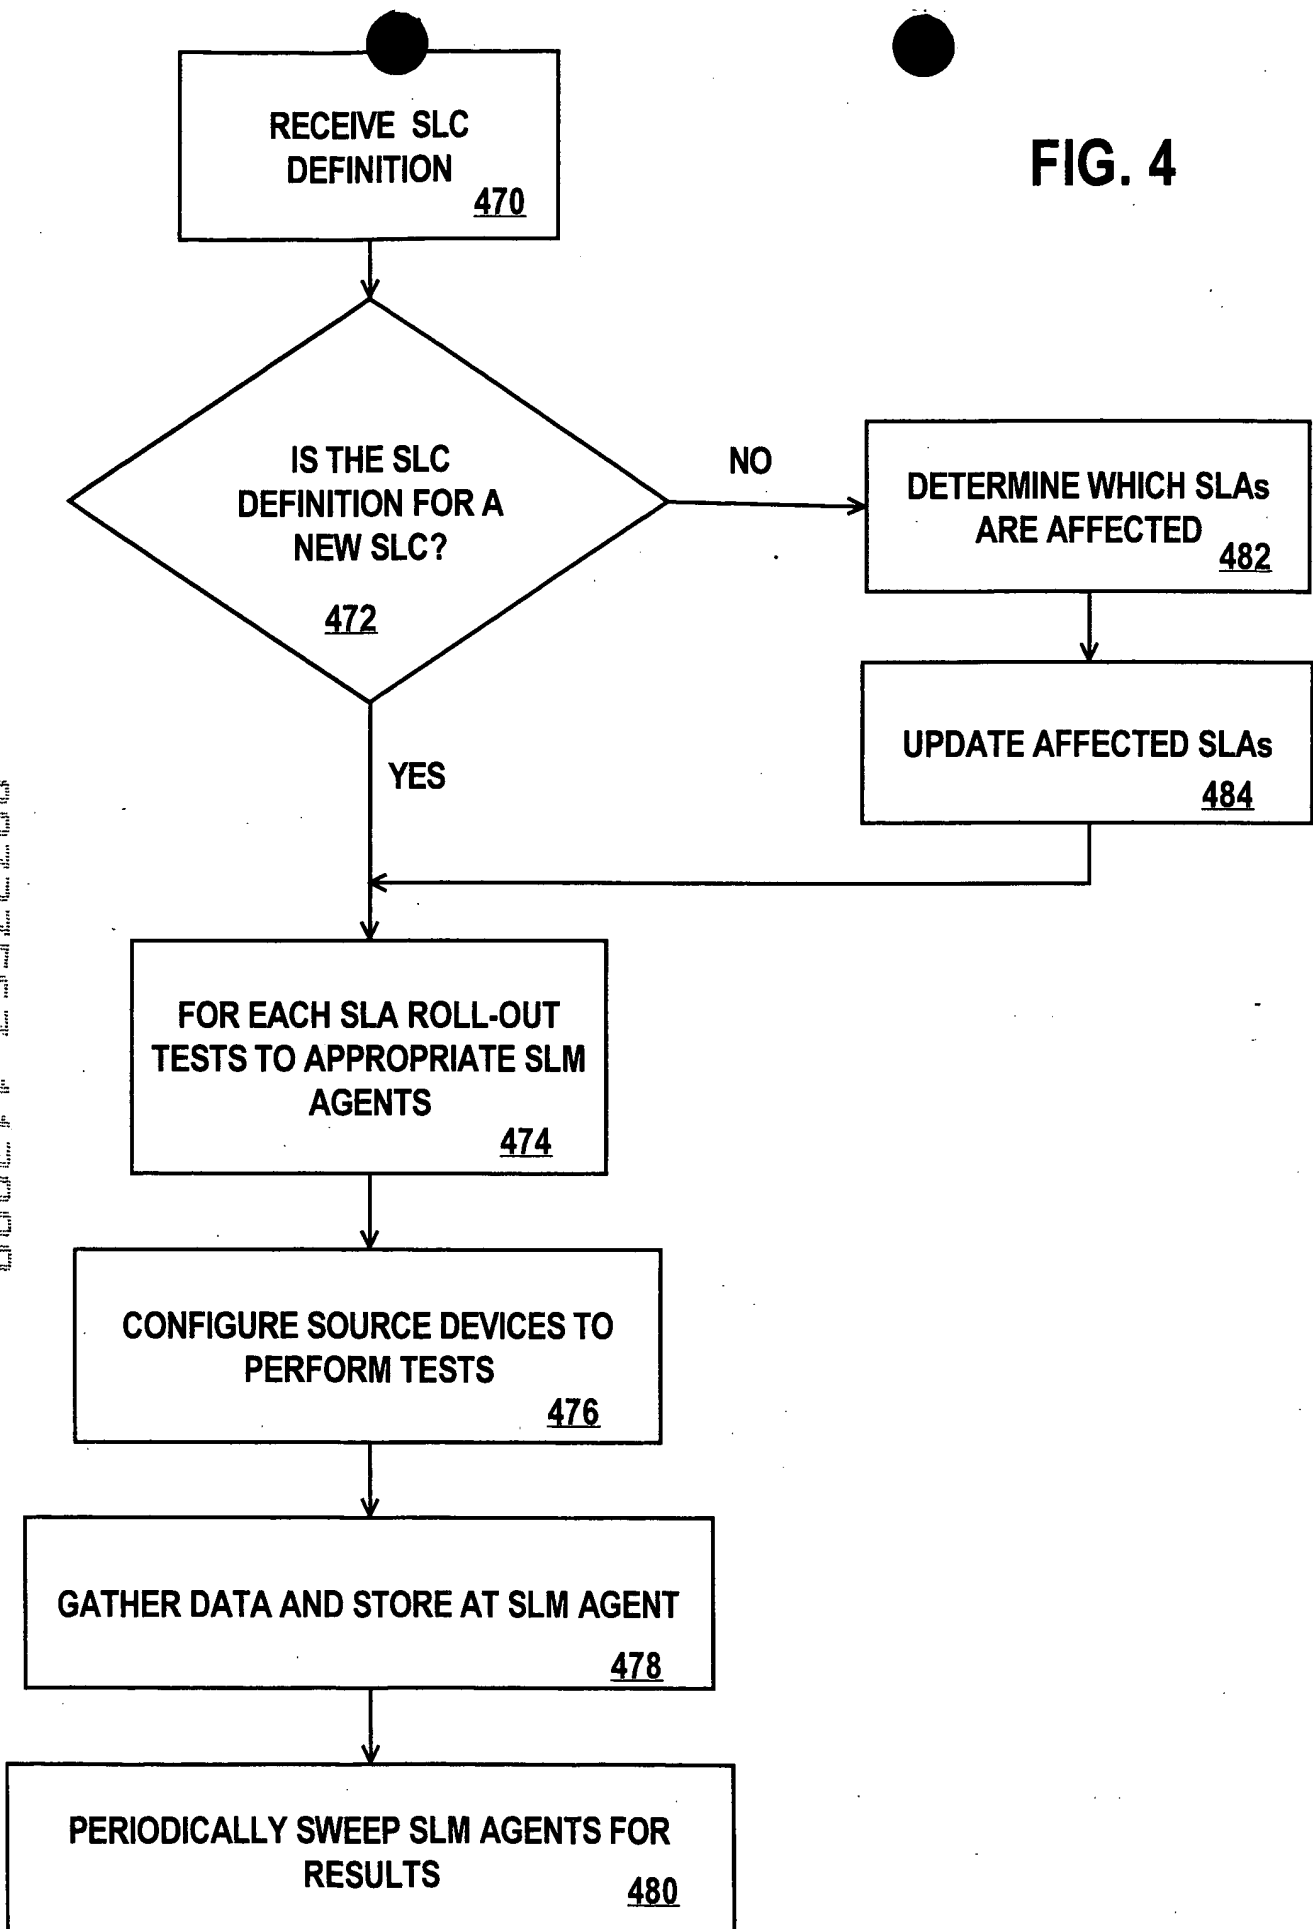 RECEIVE SLC
DEFINITION
470
FIG. 4
IS THE SLC
DEFINITION FOR A
NEW SLC?
472
NO
DETERMINE WHICH SLAs
ARE AFFECTED
482
UPDATE AFFECTED SLAs
484
YES
FOR EACH SLA ROLL-OUT
TESTS TO APPROPRIATE SLM
AGENTS
474
CONFIGURE SOURCE DEVICES TO
PERFORM TESTS
476
GATHER DATA AND STORE AT SLM AGENT
478
PERIODICALLY SWEEP SLM AGENTS FOR
RESULTS
480